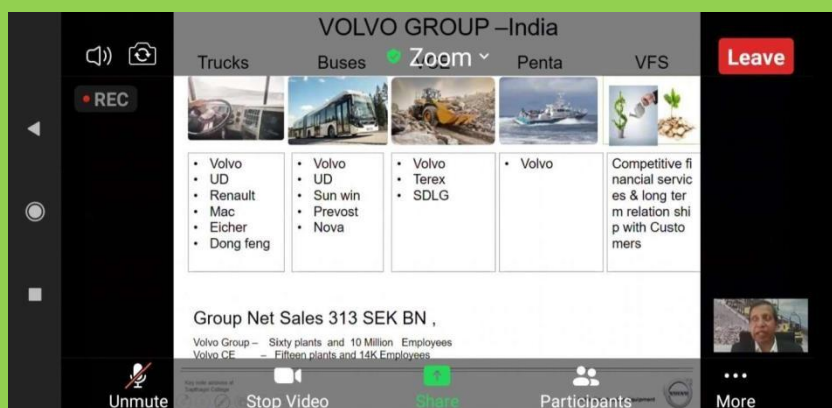 VOLVO GROUP –India
Zoom
Leave
Trucks
Buses
Penta
VFS
• REC
• Volvo
• UD
• Renault
• Mac
• Eicher
• Dong feng
• Volvo
• UD
• Sun win
• Prevost
• Nova
• Volvo
• Terex
• SDLG
• Volvo
Competitive fi
nancial servic
es & long ter
m relation shi
p with Custo
mers
Group Net Sales 313 SEK BN ,
Volvo Group – Sixty plants and 10 Million Employees
Volvo CE – Fifteen plants and 14K Employees
Unmute
Stop Video
Share
Participants
More